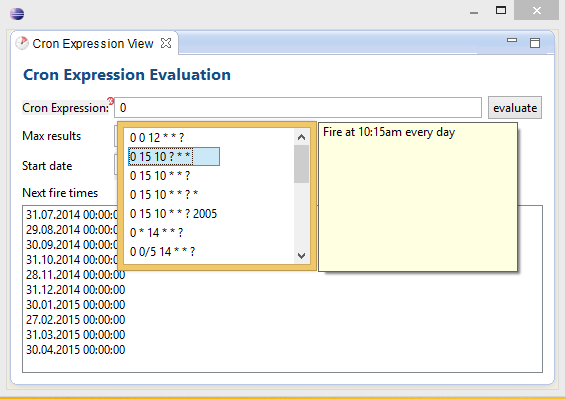 Cron Expression View
Cron Expression Evaluation
Cron Expression: 0 evaluate
Max results
Start date
Next fire times
0 0 12 * * ?
0 15 10 ? * *
0 15 10 * * ?
0 15 10 * * ? *
0 15 10 * * ? 2005
0 * 14 * * ?
0 0/5 14 * * ?
Fire at 10:15am every day
31.07.2014 00:00:00
29.08.2014 00:00:00
30.09.2014 00:00:00
31.10.2014 00:00:00
28.11.2014 00:00:00
31.12.2014 00:00:00
30.01.2015 00:00:00
27.02.2015 00:00:00
31.03.2015 00:00:00
30.04.2015 00:00:00